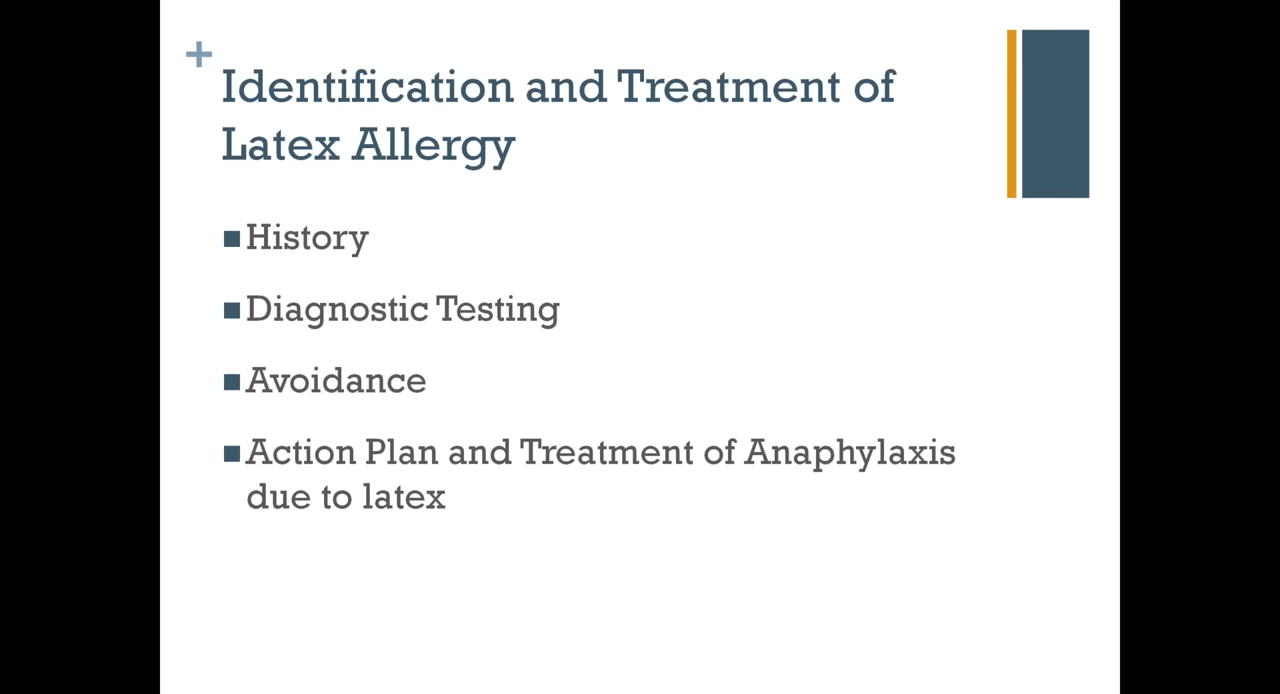 +
Identification and Treatment of
Latex Allergy
■ History
■ Diagnostic Testing
■ Avoidance
■ Action Plan and Treatment of Anaphylaxis
due to latex